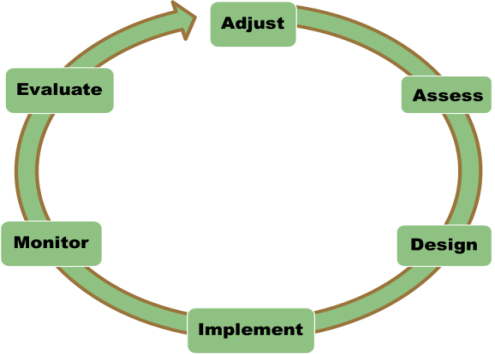 Adjust
Assess
Design
Implement
Monitor
Evaluate